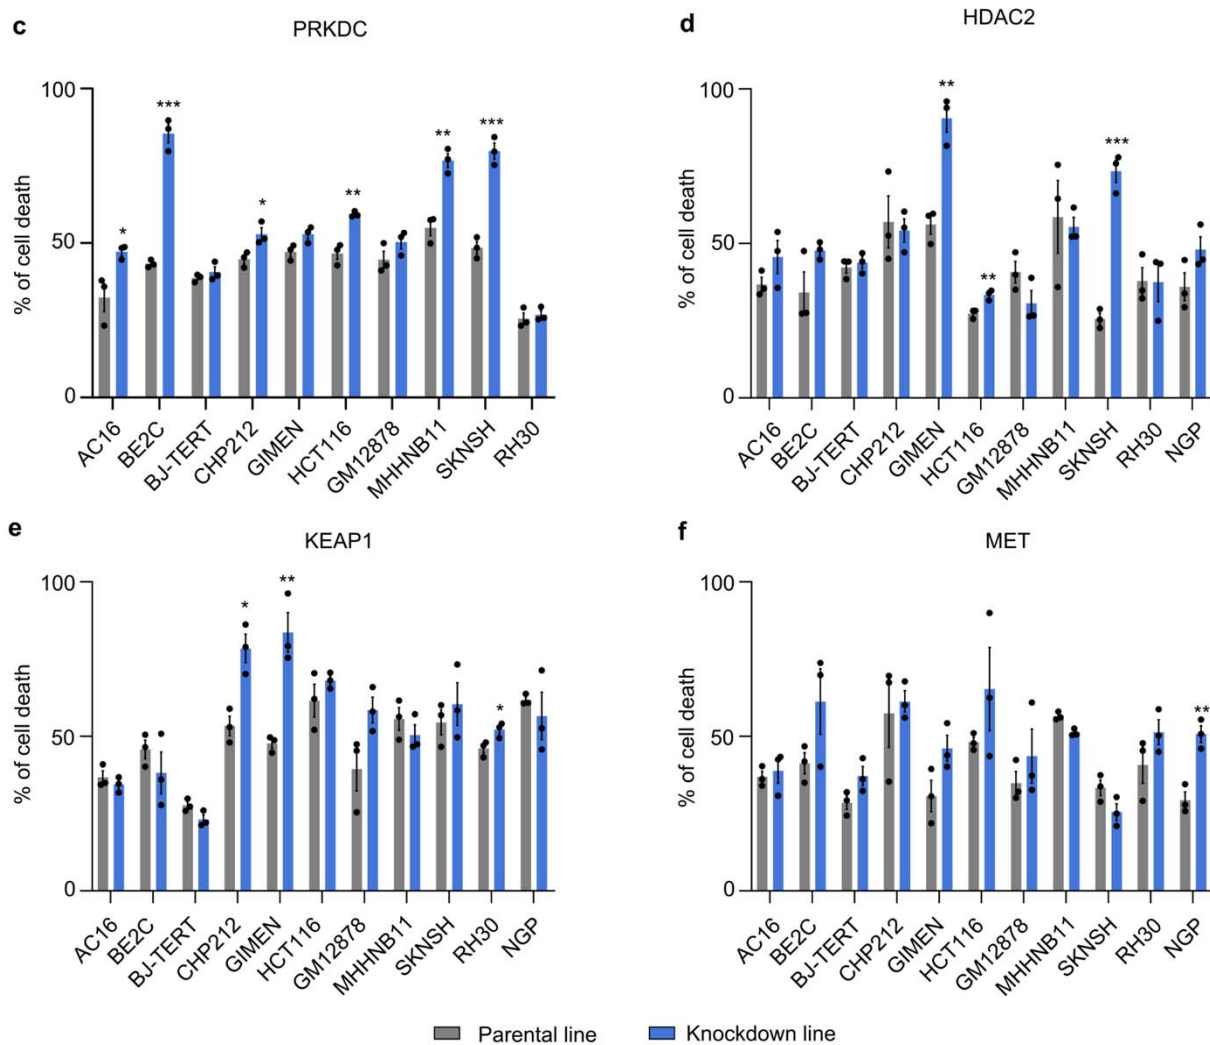 c
PRKDC
% of cell death
100
50
0
*
***
*
**
**
***
AC16
BE2C
BJ-TERT
CHP212
GIMEN
HCT116
GM12878
MHHNB11
SKNSH
RH30
d
HDAC2
% of cell death
100
50
0
**
**
***
AC16
BE2C
BJ-TERT
CHP212
GIMEN
HCT116
GM12878
MHHNB11
SKNSH
RH30
NGP
e
KEAP1
% of cell death
100
50
0
*
**
*
AC16
BE2C
BJ-TERT
CHP212
GIMEN
HCT116
GM12878
MHHNB11
SKNSH
RH30
NGP
f
MET
% of cell death
100
50
0
**
AC16
BE2C
BJ-TERT
CHP212
GIMEN
HCT116
GM12878
MHHNB11
SKNSH
RH30
NGP
Parental line
Knockdown line